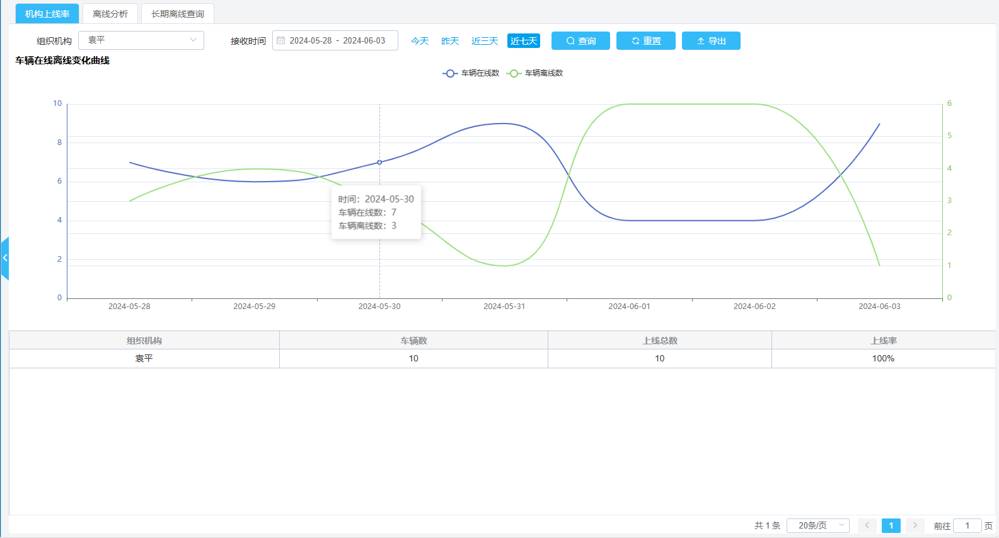 机构上线率 离线分析 长期离线查询
组织机构 袁平 接收时间 2024-05-28 - 2024-06-03 今天 昨天 近三天 近七天 查询 重置 导出
车辆在线离线变化曲线
车辆在线数 车辆离线数
10 6
5
8
4
6
时间：2024-05-30
3
车辆在线数：7
4
车辆离线数：3
2
2
1
0 0
2024-05-28 2024-05-29 2024-05-30 2024-05-31 2024-06-01 2024-06-02 2024-06-03
组织机构 车辆数 上线总数 上线率
袁平 10 10 100%
共 1 条 20条/页 1 前往 1 页